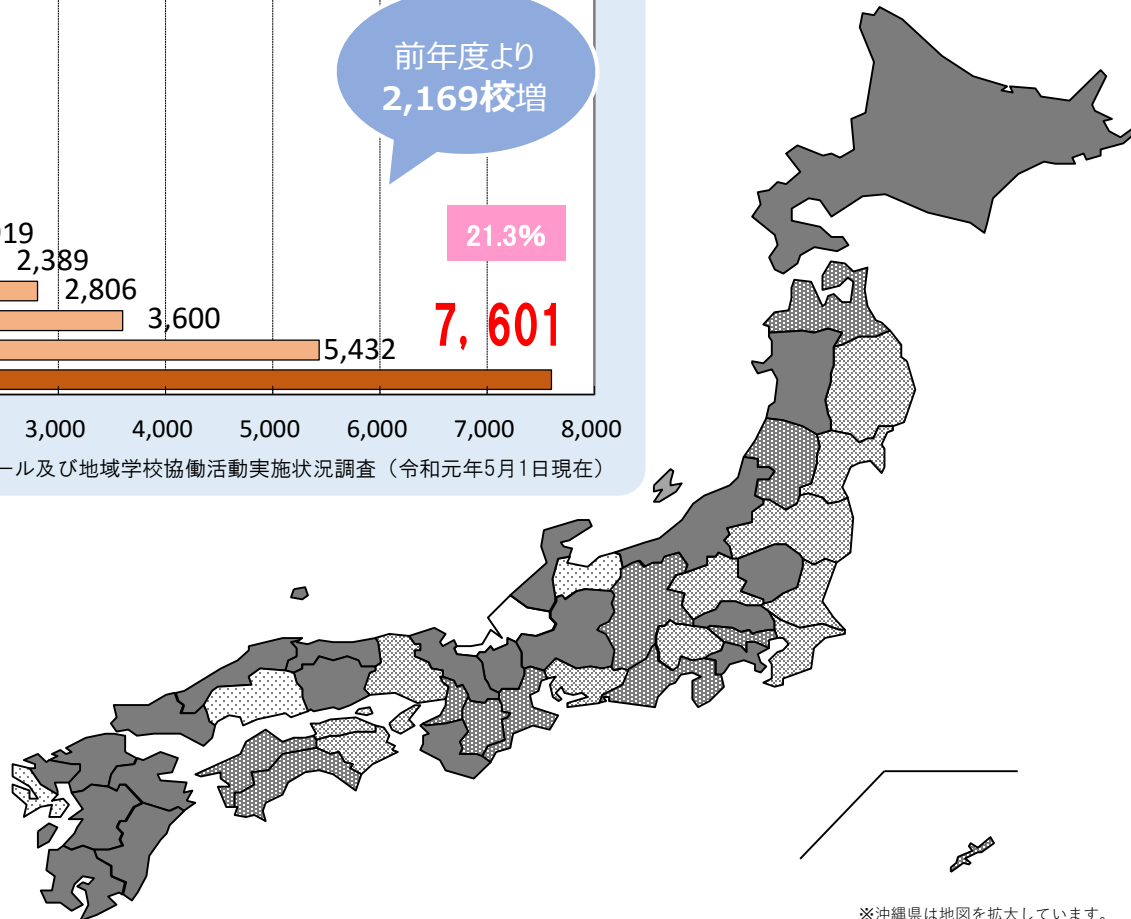 前年度より
2,169校増
21.3%
919
2,389
2,806
3,600
7,601
5,432
3,000 4,000 5,000 6,000 7,000 8,000
ール及び地域学校協働活動実施状況調査（令和元年5月1日現在）
※沖縄県は地図を拡大しています。